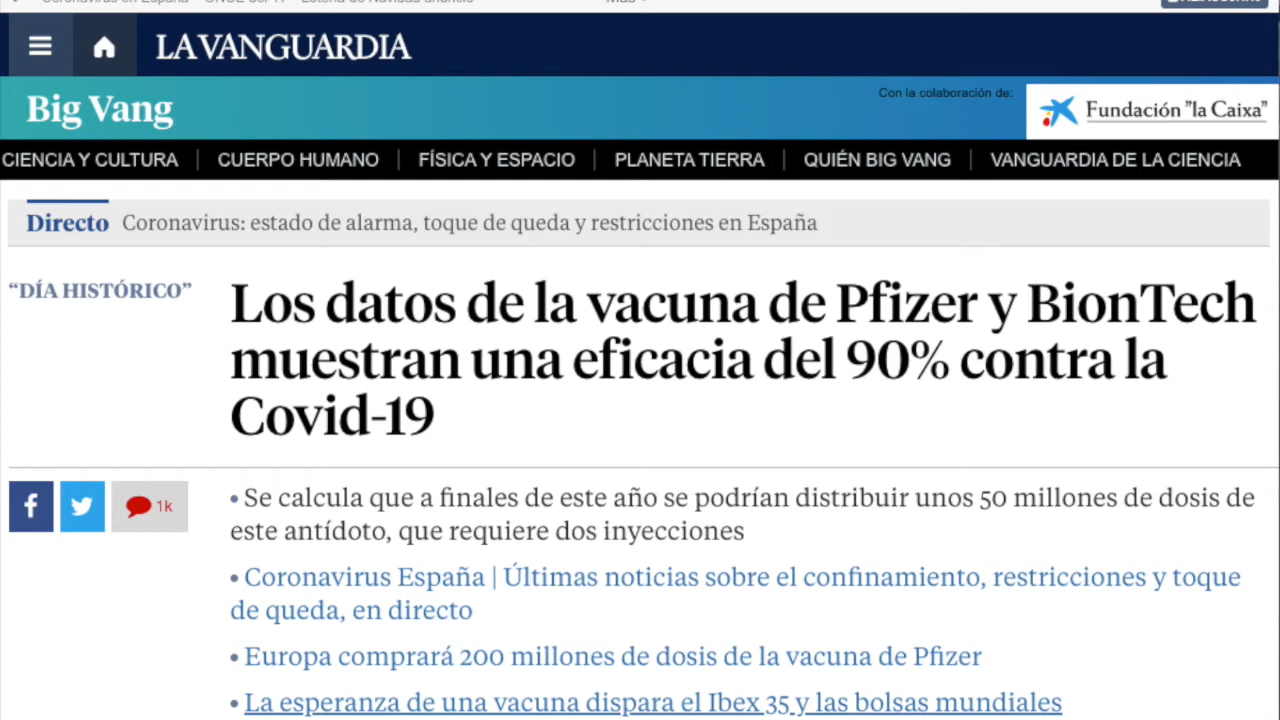 LA VANGUARDIA
Big Vang
Con la colaboración de:
Fundación "la Caixa"
CIENCIA Y CULTURA
CUERPO HUMANO
FÍSICA Y ESPACIO
PLANETA TIERRA
QUIÉN BIG VANG
VANGUARDIA DE LA CIENCIA
Directo Coronavirus: estado de alarma, toque de queda y restricciones en España
“DÍA HISTÓRICO”
Los datos de la vacuna de Pfizer y BionTech
muestran una eficacia del 90% contra la
Covid-19
1k
• Se calcula que a finales de este año se podrían distribuir unos 50 millones de dosis de
este antídoto, que requiere dos inyecciones
• Coronavirus España | Últimas noticias sobre el confinamiento, restricciones y toque
de queda, en directo
• Europa comprará 200 millones de dosis de la vacuna de Pfizer
• La esperanza de una vacuna dispara el Ibex 35 y las bolsas mundiales